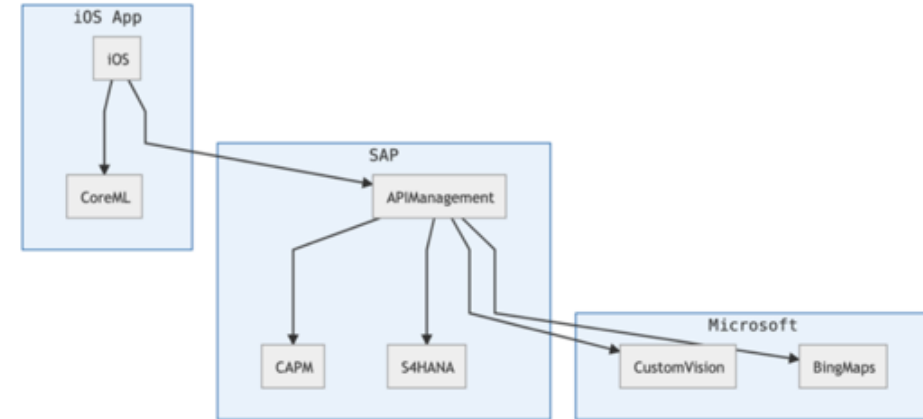 iOS App
iOS
CoreML
SAP
APIManagement
CAPM
S4HANA
Microsoft
CustomVision
BingMaps